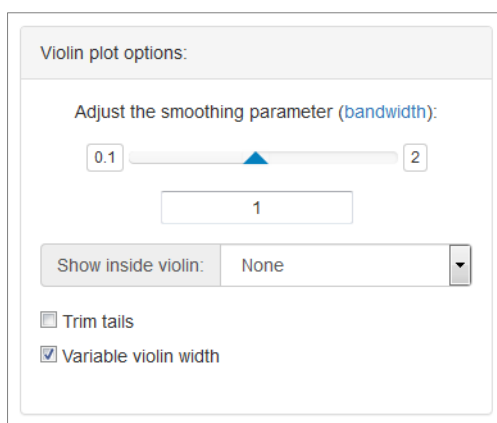 Violin plot options:
Adjust the smoothing parameter (bandwidth):
0.1 2
1
Show inside violin: None
Trim tails
Variable violin width